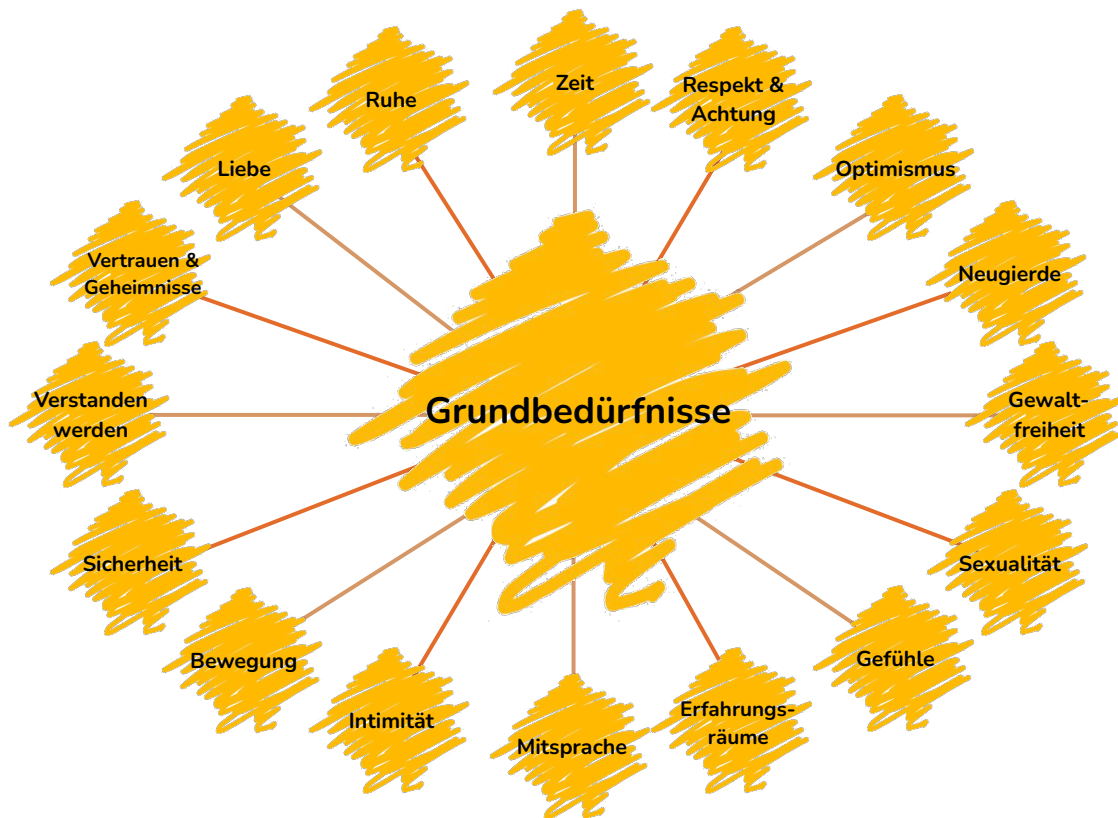 Zeit
Respekt &
Achtung
Optimismus
Neugierde
Gewalt-
freiheit
Sexualität
Gefühle
Erfahrungs-
räume
Mitsprache
Intimität
Bewegung
Sicherheit
Verstanden
werden
Vertrauen &
Geheimnisse
Liebe
Ruhe
Grundbedürfnisse